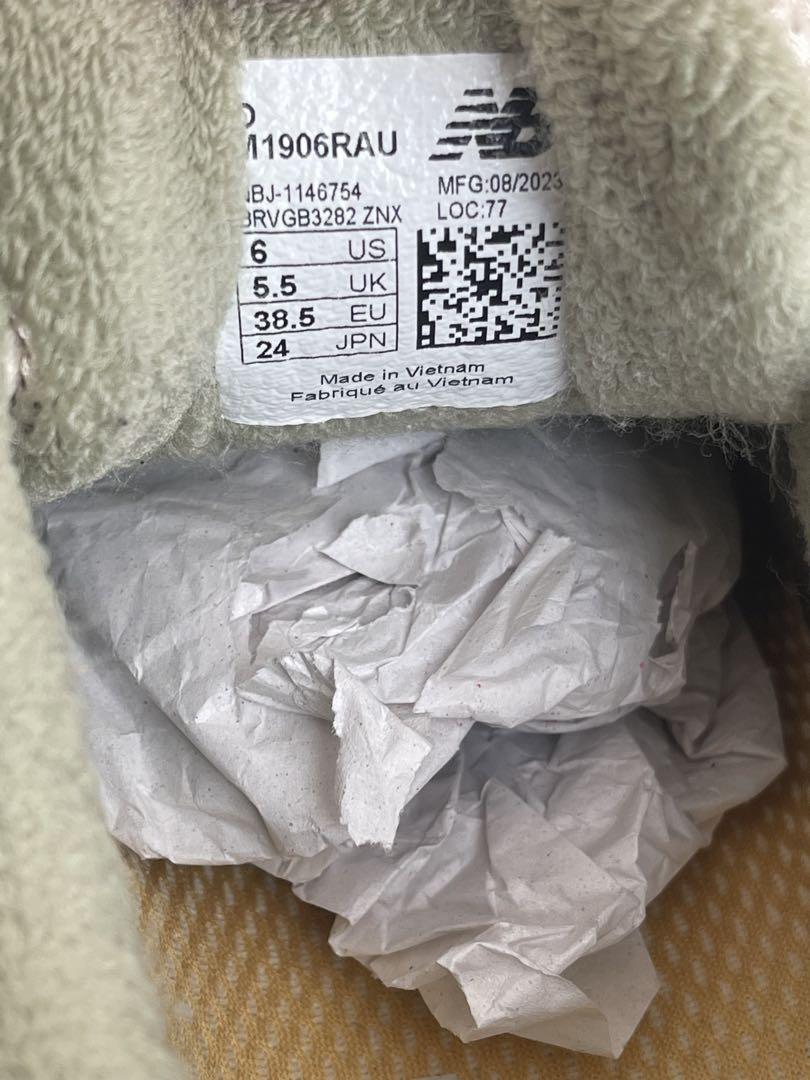 D
M1906RAU
NB
NBJ-1146754
MFG:08/2023
BRVGB3282 ZNX
LOC:77
6 US
5.5 UK
38.5 EU
24 JPN
Made in Vietnam
Fabriqué au Vietnam